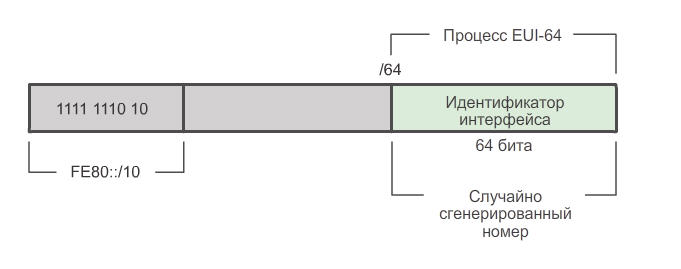 Процесс EUI-64
/64
1111 1110 10
Идентификатор
интерфейса
64 бита
FE80::/10
Случайно
сгенерированный
номер